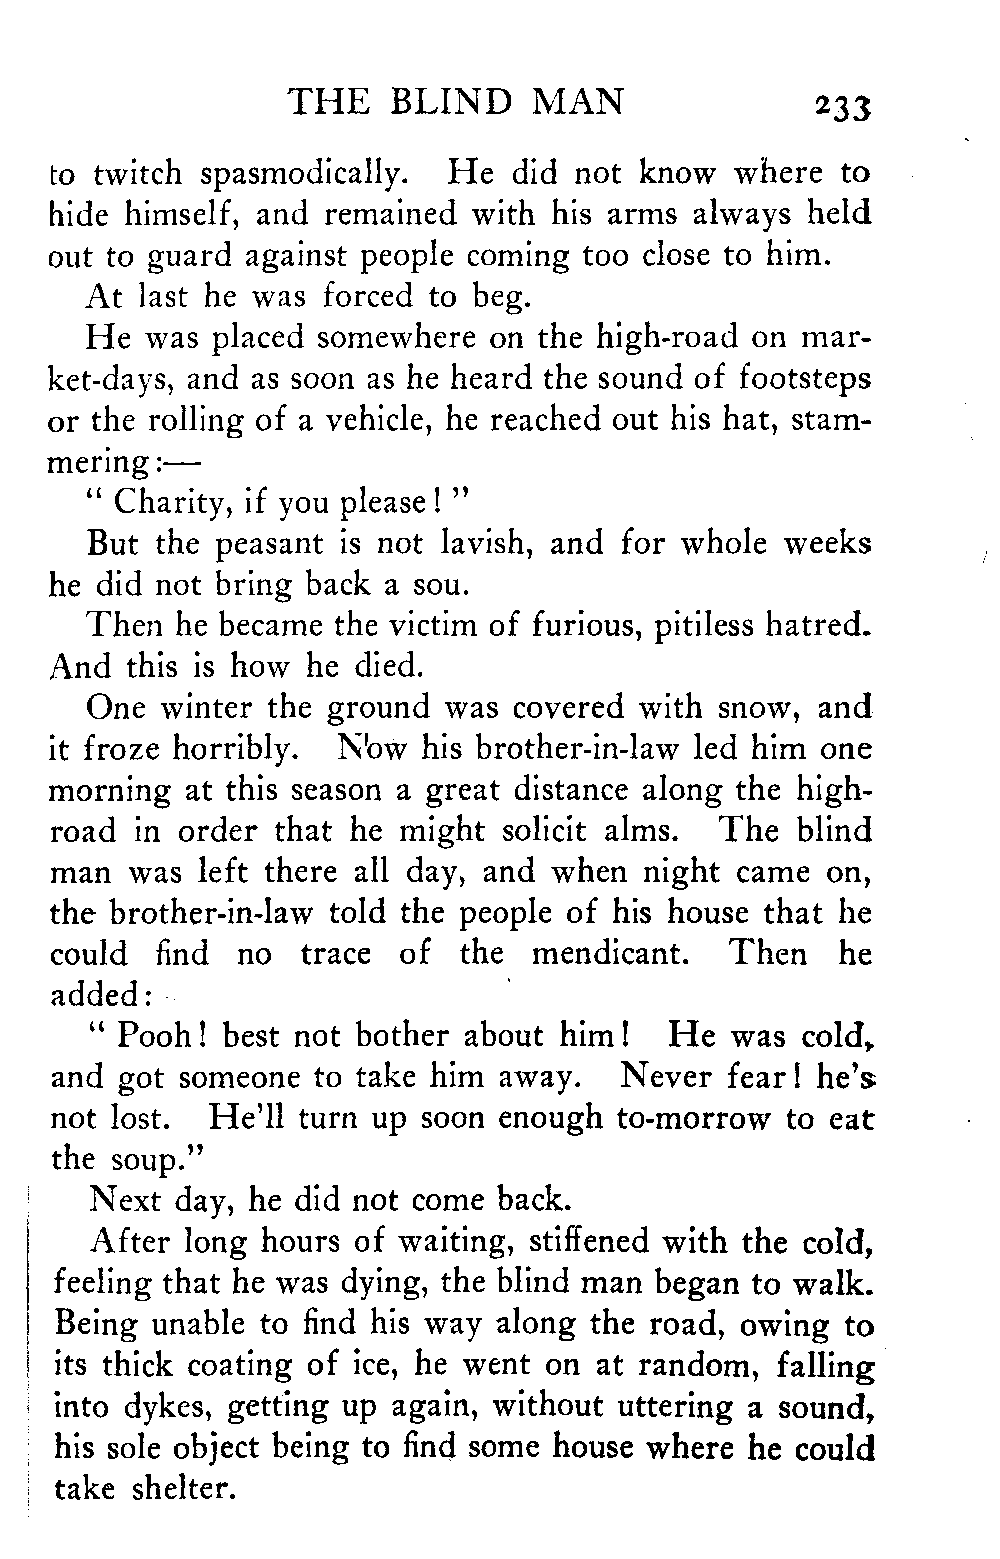 THE BLIND MAN 233
to twitch spasmodically. He did not know where to
hide himself, and remained with his arms always held
out to guard against people coming too close to him.
At last he was forced to beg.
He was placed somewhere on the high-road on mar-
ket-days, and as soon as he heard the sound of footsteps
or the rolling of a vehicle, he reached out his hat, stam-
mering:—
" Charity, if you please! "
But the peasant is not lavish, and for whole weeks
he did not bring back a sou.
Then he became the victim of furious, pitiless hatred.
And this is how he died.
One winter the ground was covered with snow, and
it froze horribly. Now his brother-in-law led him one
morning at this season a great distance along the high-
road in order that he might solicit alms. The blind
man was left there all day, and when night came on,
the brother-in-law told the people of his house that he
could find no trace of the mendicant. Then he
added:
" Pooh! best not bother about him! He was cold,
and got someone to take him away. Never fear! he's
not lost. He'll turn up soon enough to-morrow to eat
the soup."
Next day, he did not come back.
After long hours of waiting, stiffened with the cold,
feeling that he was dying, the blind man began to walk.
Being unable to find his way along the road, owing to
its thick coating of ice, he went on at random, falling
into dykes, getting up again, without uttering a sound,
his sole object being to find some house where he could
take shelter.